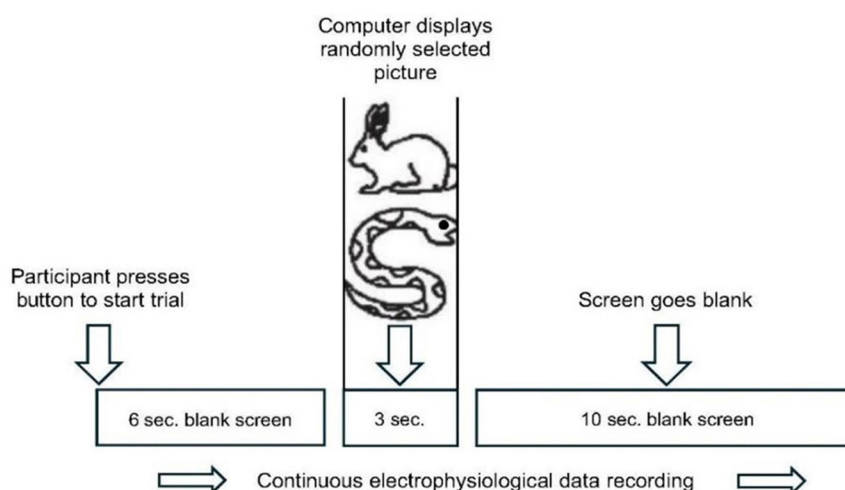 Computer displays
randomly selected
picture
Participant presses
button to start trial
Screen goes blank
6 sec. blank screen
3 sec.
10 sec. blank screen
Continuous electrophysiological data recording